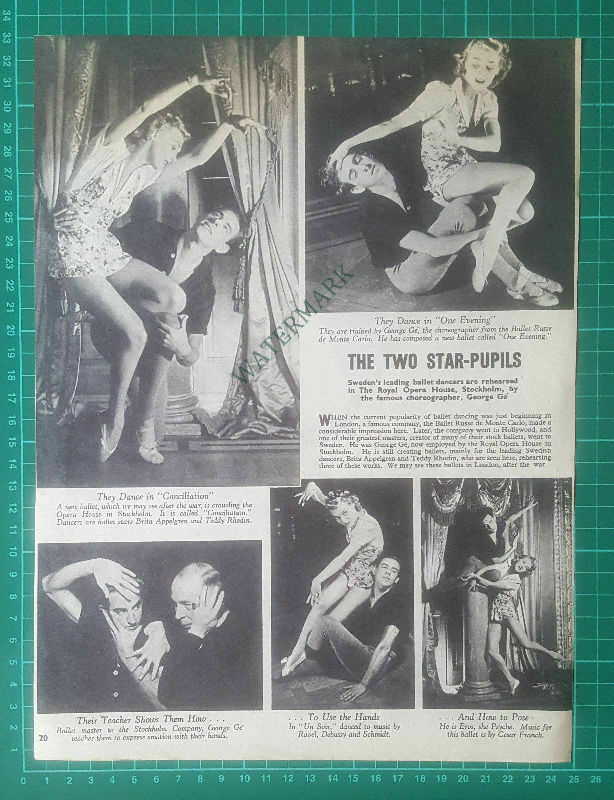 They Dance in "One Evening"
They are trained by George Gé, the choreographer from the Ballet Russe
de Monte Carlo. He has composed a new ballet called "One Evening."
THE TWO STAR-PUPILS
Sweden's leading ballet dancers are rehearsed
in The Royal Opera House, Stockholm, by
the famous choreographer, George Gé
WHEN the current popularity of ballet dancing was just beginning in
London, a famous company, the Ballet Russe de Monte Carlo, made a
considerable impression here. Later, the company went to Hollywood, and
one of their greatest masters, creator of many of their stock ballets, went to
Sweden. He was George Gé, now employed by the Royal Opera House in
Stockholm. He is still creating ballets, mainly for the leading Swedish
dancers, Brita Appelgren and Teddy Rhodin, who are seen here, rehearsing
three of these works. We may see these ballets in London, after the war
They Dance in "Conciliation"
A new ballet, which we may see after the war, is crowding the
Opera House in Stockholm. It is called "Conciliation."
Dancers are ballet stars Brita Appelgren and Teddy Rhodin.
Their Teacher Shows Them How . . .
Ballet master to the Stockholm Company, George Gé
teaches them to express emotion with their hands.
20
. . . To Use the Hands
In "Un Soir," danced to music by
Ravel, Debussy and Schmidt.
. . . And How to Pose
He is Eros, she Psyche. Music for
this ballet is by Cesar Franck.
WATERMARK
0 1 2 3 4 5 6 7 8 9 10 11 12 13 14 15 16 17 18 19 20 21 22 23 24 25 26
1 2 3 4 5 6 7 8 9 10 11 12 13 14 15 16 17 18 19 20 21 22 23 24 25 26 27 28 29 30 31 32 33 34